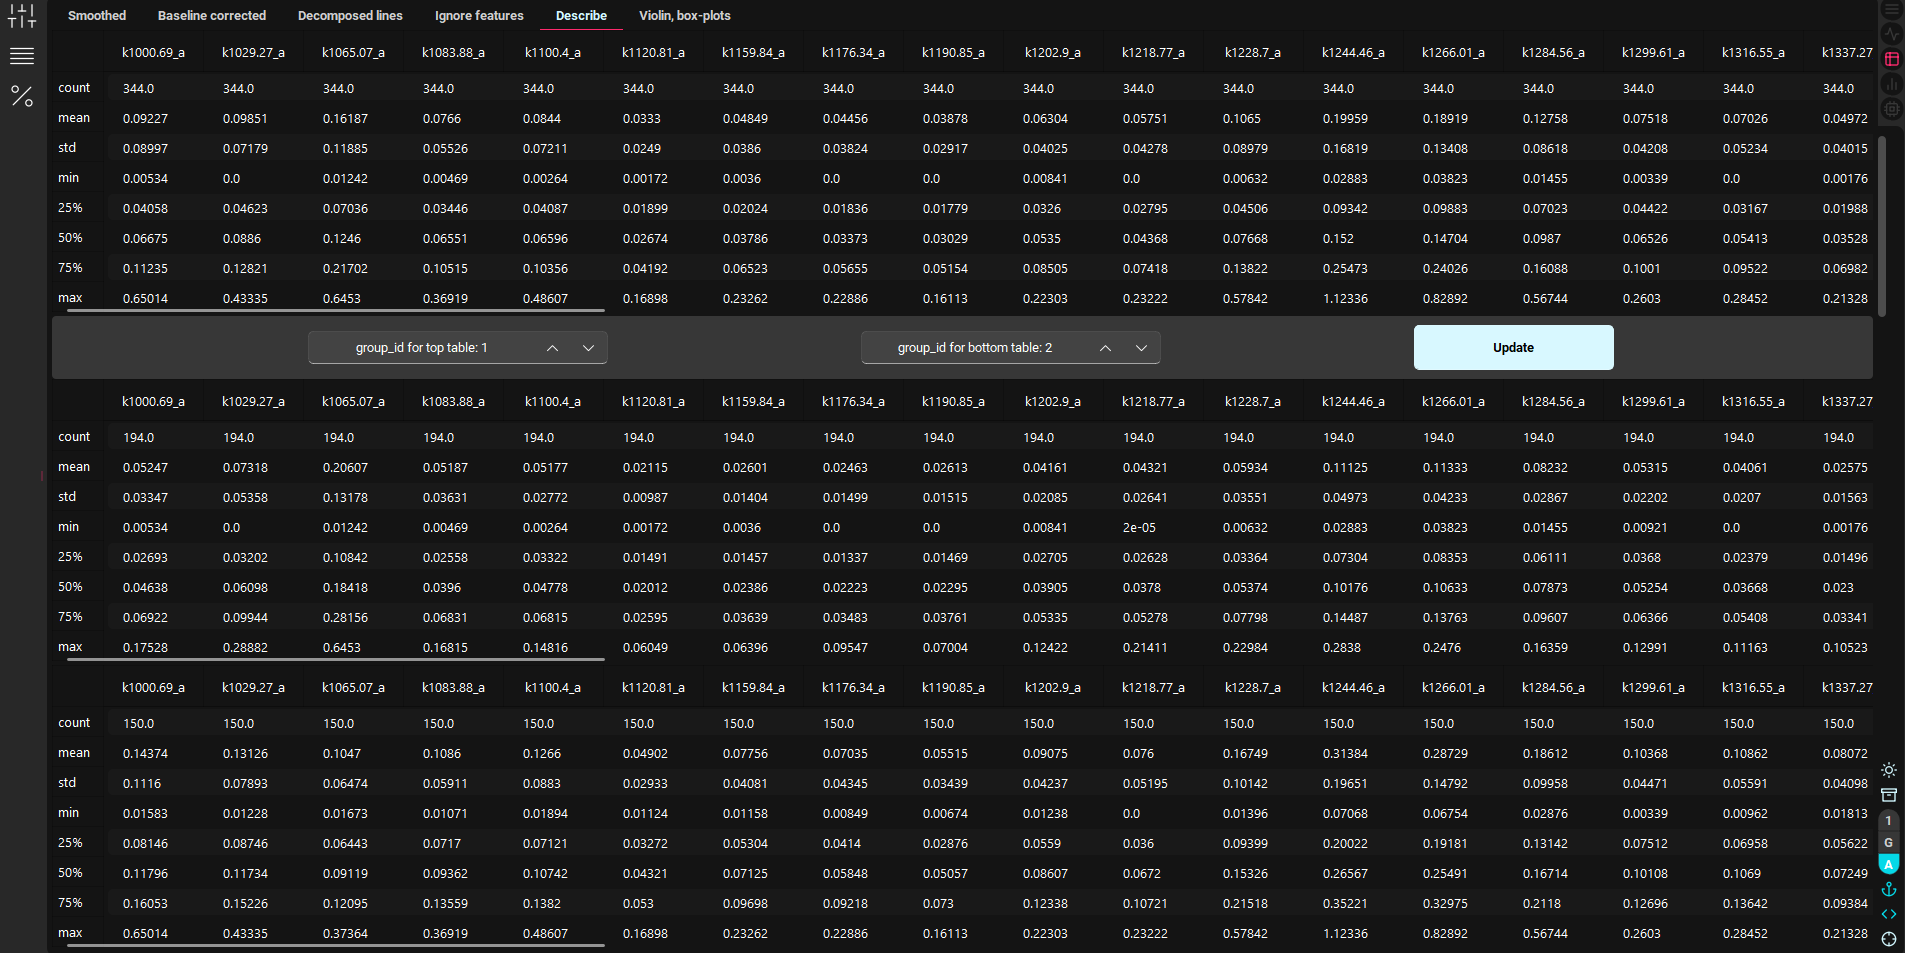 Smoothed Baseline corrected Decomposed lines Ignore features Describe Violin, box-plots
k1000.69_a k1029.27_a k1065.07_a k1083.88_a k1100.4_a k1120.81_a k1159.84_a k1176.34_a k1190.85_a k1202.9_a k1218.77_a k1228.7_a k1244.46_a k1266.01_a k1284.56_a k1299.61_a k1316.55_a k1337.27
count 344.0 344.0 344.0 344.0 344.0 344.0 344.0 344.0 344.0 344.0 344.0 344.0 344.0 344.0 344.0 344.0 344.0 344.0
mean 0.09227 0.09851 0.16187 0.0766 0.0844 0.0333 0.04849 0.04456 0.03878 0.06304 0.05751 0.1065 0.19959 0.18919 0.12758 0.07518 0.07026 0.04972
std 0.08997 0.07179 0.11885 0.05526 0.07211 0.0249 0.0386 0.03824 0.02917 0.04025 0.04278 0.08979 0.16819 0.13408 0.08618 0.04208 0.05234 0.04015
min 0.00534 0.0 0.01242 0.00469 0.00264 0.00172 0.0036 0.0 0.0 0.00841 0.0 0.00632 0.02883 0.03823 0.01455 0.00339 0.0 0.00176
25% 0.04058 0.04623 0.07036 0.03446 0.04087 0.01899 0.02024 0.01836 0.01779 0.0326 0.02795 0.04506 0.09342 0.09883 0.07023 0.04422 0.03167 0.01988
50% 0.06675 0.0886 0.1246 0.06551 0.06596 0.02674 0.03786 0.03373 0.03029 0.0535 0.04368 0.07668 0.152 0.14704 0.0987 0.06526 0.05413 0.03528
75% 0.11235 0.12821 0.21702 0.10515 0.10356 0.04192 0.06523 0.05655 0.05154 0.08505 0.07418 0.13822 0.25473 0.24026 0.16088 0.1001 0.09522 0.06982
max 0.65014 0.43335 0.6453 0.36919 0.48607 0.16898 0.23262 0.22886 0.16113 0.22303 0.23222 0.57842 1.12336 0.82892 0.56744 0.2603 0.28452 0.21328
group_id for top table: 1 group_id for bottom table: 2 Update
k1000.69_a k1029.27_a k1065.07_a k1083.88_a k1100.4_a k1120.81_a k1159.84_a k1176.34_a k1190.85_a k1202.9_a k1218.77_a k1228.7_a k1244.46_a k1266.01_a k1284.56_a k1299.61_a k1316.55_a k1337.27
count 194.0 194.0 194.0 194.0 194.0 194.0 194.0 194.0 194.0 194.0 194.0 194.0 194.0 194.0 194.0 194.0 194.0 194.0
mean 0.05247 0.07318 0.20607 0.05187 0.05177 0.02115 0.02601 0.02463 0.02613 0.04161 0.04321 0.05934 0.11125 0.11333 0.08232 0.05315 0.04061 0.02575
std 0.03347 0.05358 0.13178 0.03631 0.02772 0.00987 0.01404 0.01499 0.01515 0.02085 0.02641 0.03551 0.04973 0.04233 0.02867 0.02202 0.0207 0.01563
min 0.00534 0.0 0.01242 0.00469 0.00264 0.00172 0.0036 0.0 0.0 0.00841 2e-05 0.00632 0.02883 0.03823 0.01455 0.00921 0.0 0.00176
25% 0.02693 0.03202 0.10842 0.02558 0.03322 0.01491 0.01457 0.01337 0.01469 0.02705 0.02628 0.03364 0.07304 0.08353 0.06111 0.0368 0.02379 0.01496
50% 0.04638 0.06098 0.18418 0.0396 0.04778 0.02012 0.02386 0.02223 0.02295 0.03905 0.0378 0.05374 0.10176 0.10633 0.07873 0.05254 0.03668 0.023
75% 0.06922 0.09944 0.28156 0.06831 0.06815 0.02595 0.03639 0.03483 0.03761 0.05335 0.05278 0.07798 0.14487 0.13763 0.09607 0.06366 0.05408 0.03341
max 0.17528 0.28882 0.6453 0.16815 0.14816 0.06049 0.06396 0.09547 0.07004 0.12422 0.21411 0.22984 0.2838 0.2476 0.16359 0.12991 0.11163 0.10523
k1000.69_a k1029.27_a k1065.07_a k1083.88_a k1100.4_a k1120.81_a k1159.84_a k1176.34_a k1190.85_a k1202.9_a k1218.77_a k1228.7_a k1244.46_a k1266.01_a k1284.56_a k1299.61_a k1316.55_a k1337.27
count 150.0 150.0 150.0 150.0 150.0 150.0 150.0 150.0 150.0 150.0 150.0 150.0 150.0 150.0 150.0 150.0 150.0 150.0
mean 0.14374 0.13126 0.1047 0.1086 0.1266 0.04902 0.07756 0.07035 0.05515 0.09075 0.076 0.16749 0.31384 0.28729 0.18612 0.10368 0.10862 0.08072
std 0.1116 0.07893 0.06474 0.05911 0.0883 0.02933 0.04081 0.04345 0.03439 0.04237 0.05195 0.10142 0.19651 0.14792 0.09958 0.04471 0.05591 0.04098
min 0.01583 0.01228 0.01673 0.01071 0.01894 0.01124 0.01158 0.00849 0.00674 0.01238 0.0 0.01396 0.07068 0.06754 0.02876 0.00339 0.00962 0.01813
25% 0.08146 0.08746 0.06443 0.0717 0.07121 0.03272 0.05304 0.0414 0.02876 0.0559 0.036 0.09399 0.20022 0.19181 0.13142 0.07512 0.06958 0.05622
50% 0.11796 0.11734 0.09119 0.09362 0.10742 0.04321 0.07125 0.05848 0.05057 0.08607 0.0672 0.15326 0.26567 0.25491 0.16714 0.10108 0.1069 0.07249
75% 0.16053 0.15226 0.12095 0.13559 0.1382 0.053 0.09698 0.09218 0.073 0.12338 0.10721 0.21518 0.35221 0.32975 0.2118 0.12696 0.13642 0.09384
max 0.65014 0.43335 0.37364 0.36919 0.48607 0.16898 0.23262 0.22886 0.16113 0.22303 0.23222 0.57842 1.12336 0.82892 0.56744 0.2603 0.28452 0.21328
1
G
A